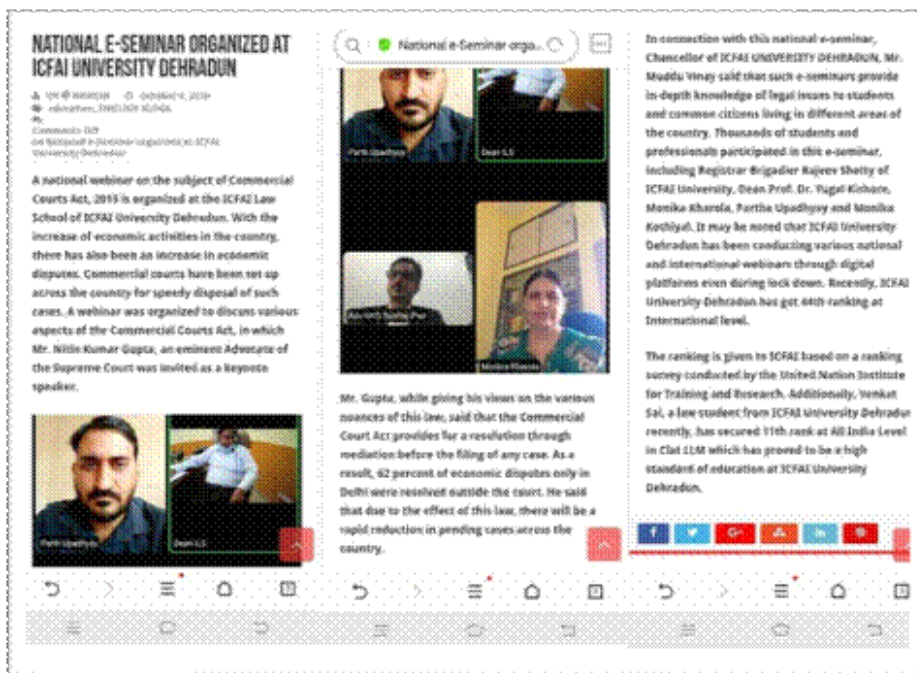 NATIONAL E-SEMINAR ORGANIZED AT
ICFAI UNIVERSITY DEHRADUN
University Dehradun
A national webinar on the subject of Commercial
Courts Act, 2015 is organized at the ICFAI Law
School of ICFAI University Dehradun. With the
increase of economic activities in the country,
there has also been an increase in economic
disputes. Commercial courts have been set up
across the country for speedy disposal of such
cases. A webinar was organized to discuss various
aspects of the Commercial Courts Act, in which
Mr. Nitin Kumar Gupta, an eminent Advocate of
the Supreme Court was invited as a keynote
speaker.
Parth Upadhyay
Dean ILS
National e-Seminar orga...
Parth Upadhyay
Dean ILS
Monika Kharola
Mr. Gupta, while giving his views on the various
nuances of this law, said that the Commercial
Court Act provides for a resolution through
mediation before the filing of any case. As a
result, 62 percent of economic disputes only in
Delhi were resolved outside the court. He said
that due to the effect of this law, there will be a
rapid reduction in pending cases across the
country.
In connection with this national e-seminar,
Chancellor of ICFAI UNIVERSITY DEHRADUN, Mr.
Muddu Vinay said that such e-seminars provide
in-depth knowledge of legal issues to students
and common citizens living in different areas of
the country. Thousands of students and
professionals participated in this e-seminar,
including Registrar Brigadier Rajeev Shetty of
ICFAI University, Dean Prof. Dr. Yugal Kishore,
Monika Kharola, Partha Upadhyay and Monika
Kothiyal. It may be noted that ICFAI University
Dehradun has been conducting various national
and international webinars through digital
platforms even during lock down. Recently, ICFAI
University Dehradun has got 44th ranking at
International level.
The ranking is given to ICFAI based on a ranking
survey conducted by the United Nation Institute
for Training and Research. Additionally, Venkat
Sai, a law student from ICFAI University Dehradun
recently, has secured 11th rank at All India Level
in Clat LLM which has proved to be a high
standard of education at ICFAI University
Dehradun.